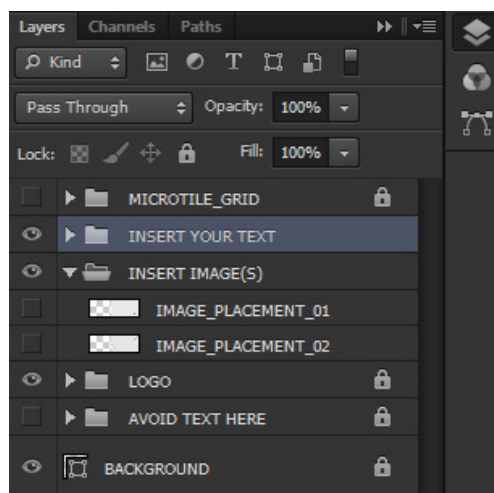 Layers Channels Paths
Kind
Pass Through Opacity: 100%
Lock: Fill: 100%
MICROTILE_GRID
INSERT YOUR TEXT
INSERT IMAGE(S)
IMAGE_PLACEMENT_01
IMAGE_PLACEMENT_02
LOGO
AVOID TEXT HERE
BACKGROUND